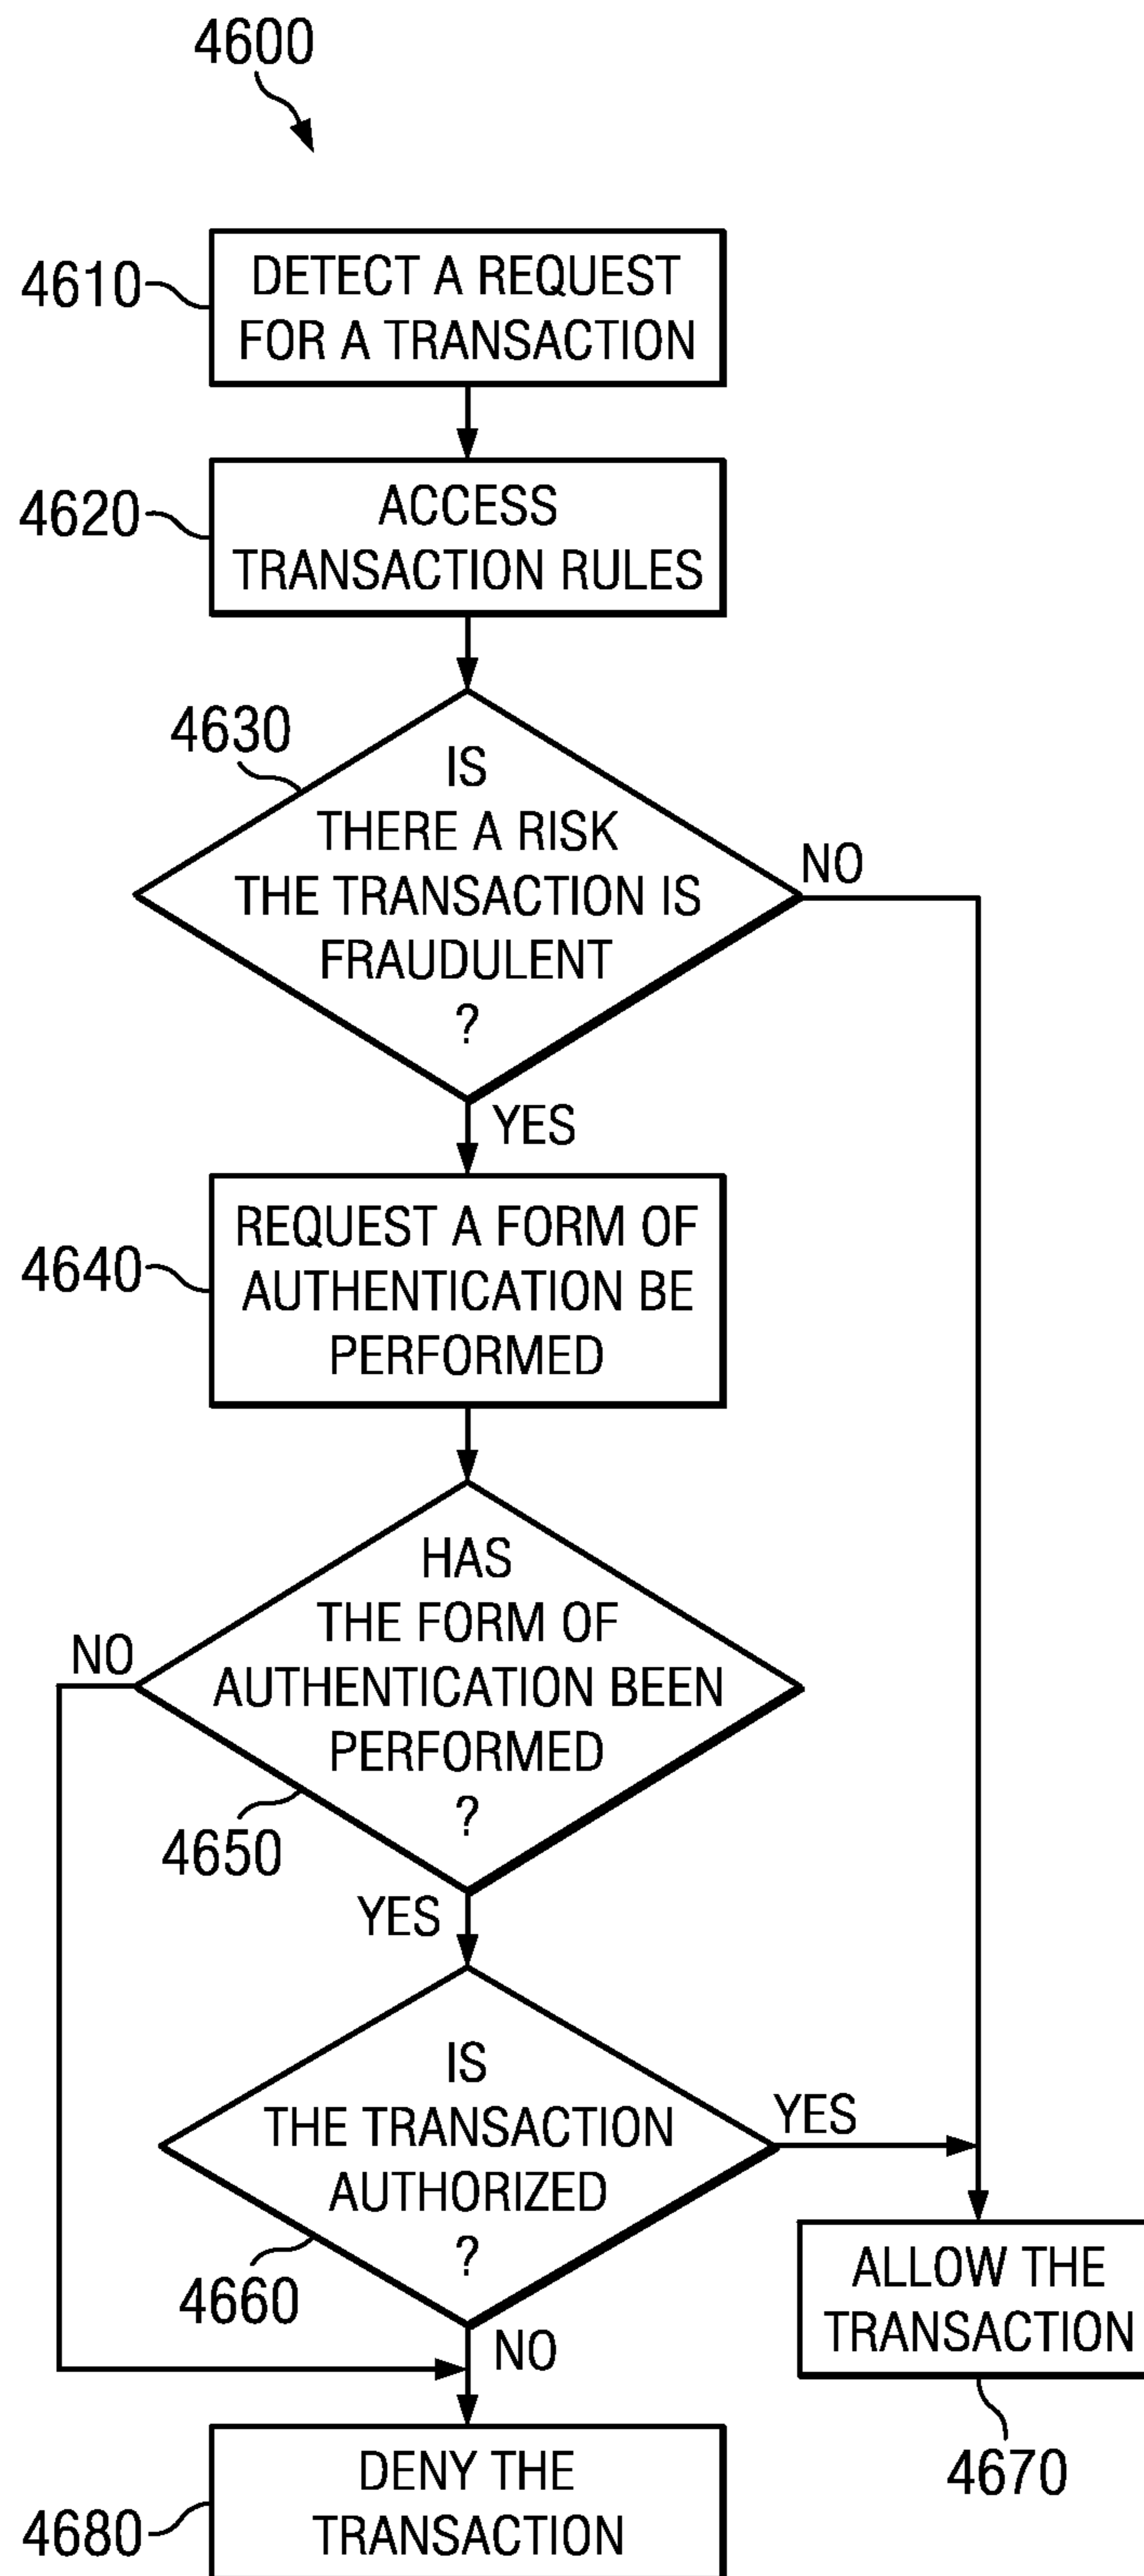 4600
4610
DETECT A REQUEST
FOR A TRANSACTION
4620
ACCESS
TRANSACTION RULES
4630
IS
THERE A RISK
THE TRANSACTION IS
FRAUDULENT
?
NO
YES
4640
REQUEST A FORM OF
AUTHENTICATION BE
PERFORMED
HAS
THE FORM OF
AUTHENTICATION BEEN
PERFORMED
?
NO
4650
YES
IS
THE TRANSACTION
AUTHORIZED
?
YES
4660
NO
ALLOW THE
TRANSACTION
4670
4680
DENY THE
TRANSACTION